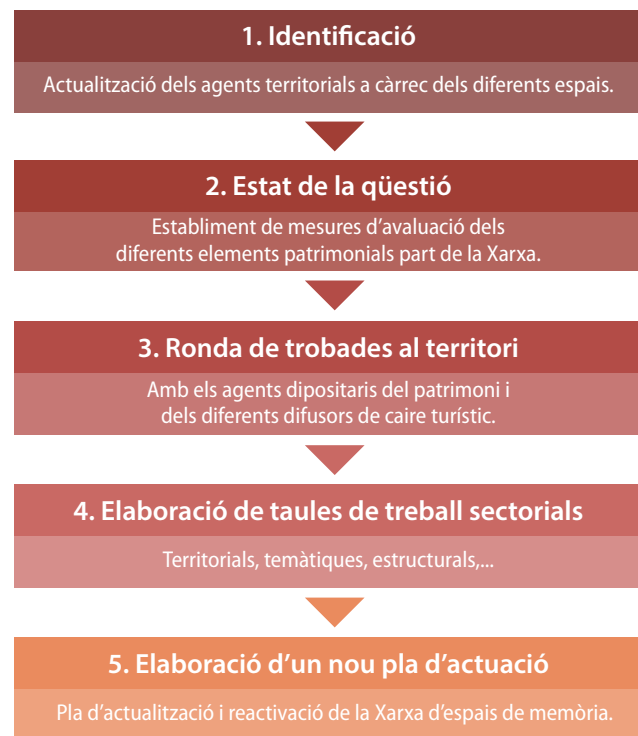 1. Identificació
Actualització dels agents territorials a càrrec dels diferents espais.
2. Estat de la qüestió
Establiment de mesures d’avaluació dels
diferents elements patrimonials part de la Xarxa.
3. Ronda de trobades al territori
Amb els agents dipositaris del patrimoni i
dels diferents difusors de caire turístic.
4. Elaboració de taules de treball sectorials
Territorials, temàtiques, estructurals,...
5. Elaboració d’un nou pla d’actuació
Pla d’actualització i reactivació de la Xarxa d’espais de memòria.